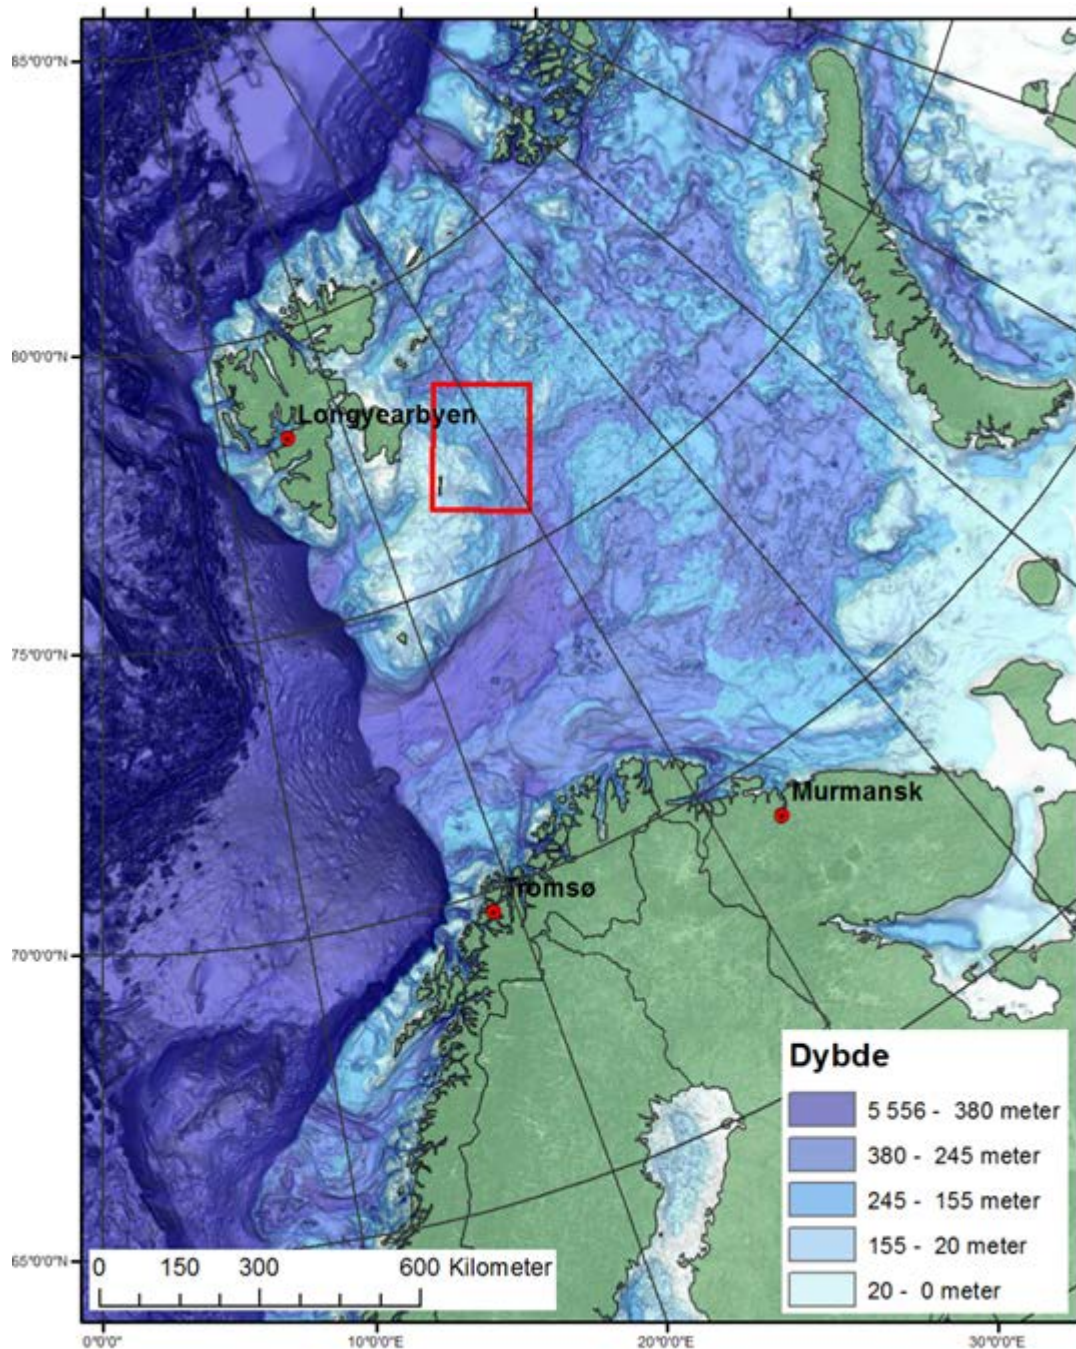 85°0'0"N
80°0'0"N
Longyearbyen
75°0'0"N
Murmansk
Tromsø
70°0'0"N
Dybde
5 556 - 380 meter
380 - 245 meter
245 - 155 meter
155 - 20 meter
20 - 0 meter
65°0'0"N
0 150 300 600 Kilometer
0°0'0" 10°0'0"E 20°0'0"E 30°0'0"E